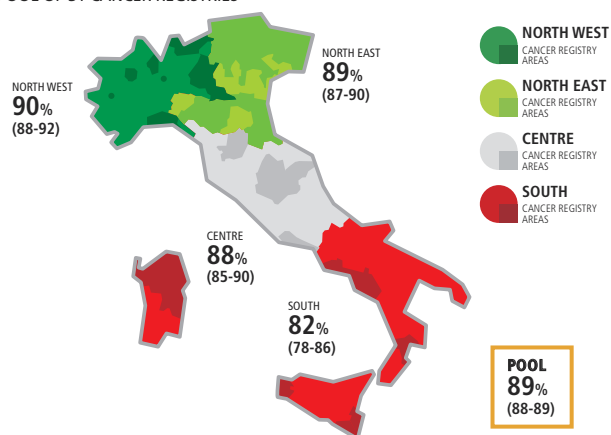 NORTH WEST
90%
(88-92)
NORTH EAST
89%
(87-90)
CENTRE
88%
(85-90)
SOUTH
82%
(78-86)
NORTH WEST
CANCER REGISTRY
AREAS
NORTH EAST
CANCER REGISTRY
AREAS
CENTRE
CANCER REGISTRY
AREAS
SOUTH
CANCER REGISTRY
AREAS
POOL
89%
(88-89)